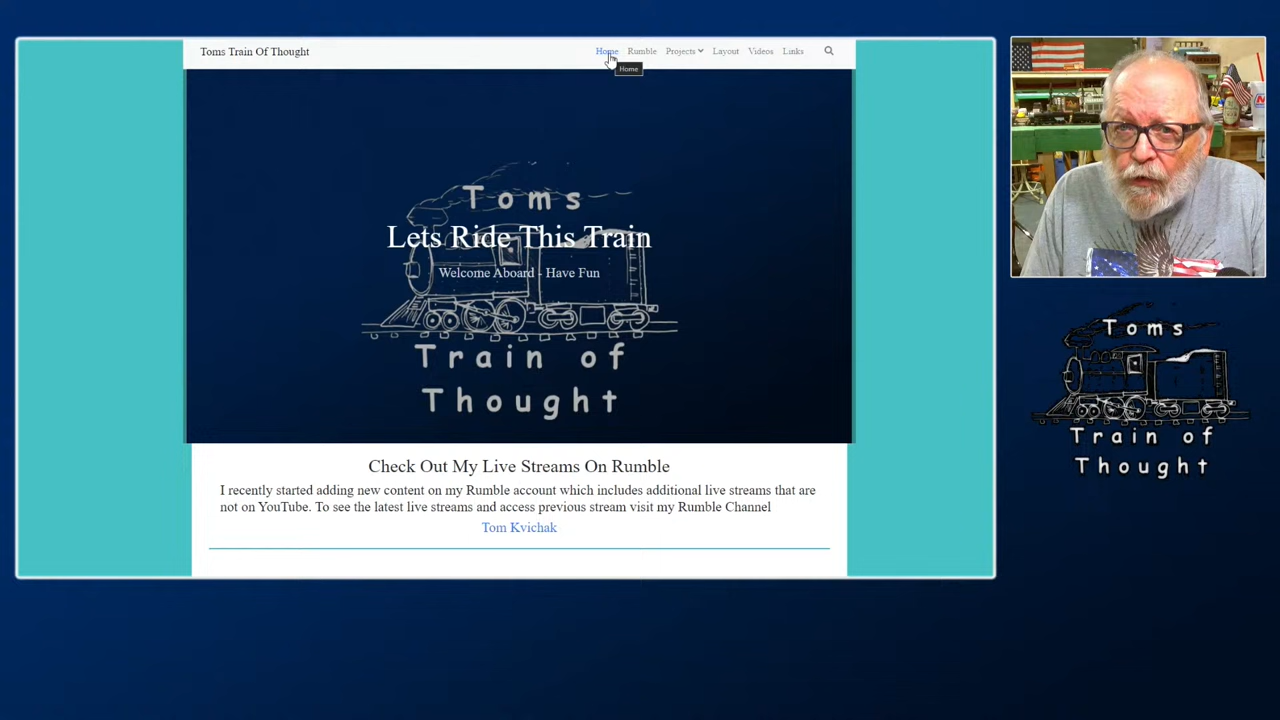 Toms Train Of Thought
Home Rumble Projects Layout Videos Links
Home
Toms
Lets Ride This Train
Welcome Aboard - Have Fun
Train of
Thought
Check Out My Live Streams On Rumble
I recently started adding new content on my Rumble account which includes additional live streams that are
not on YouTube. To see the latest live streams and access previous stream visit my Rumble Channel
Tom Kvichak
Toms
Train of
Thought